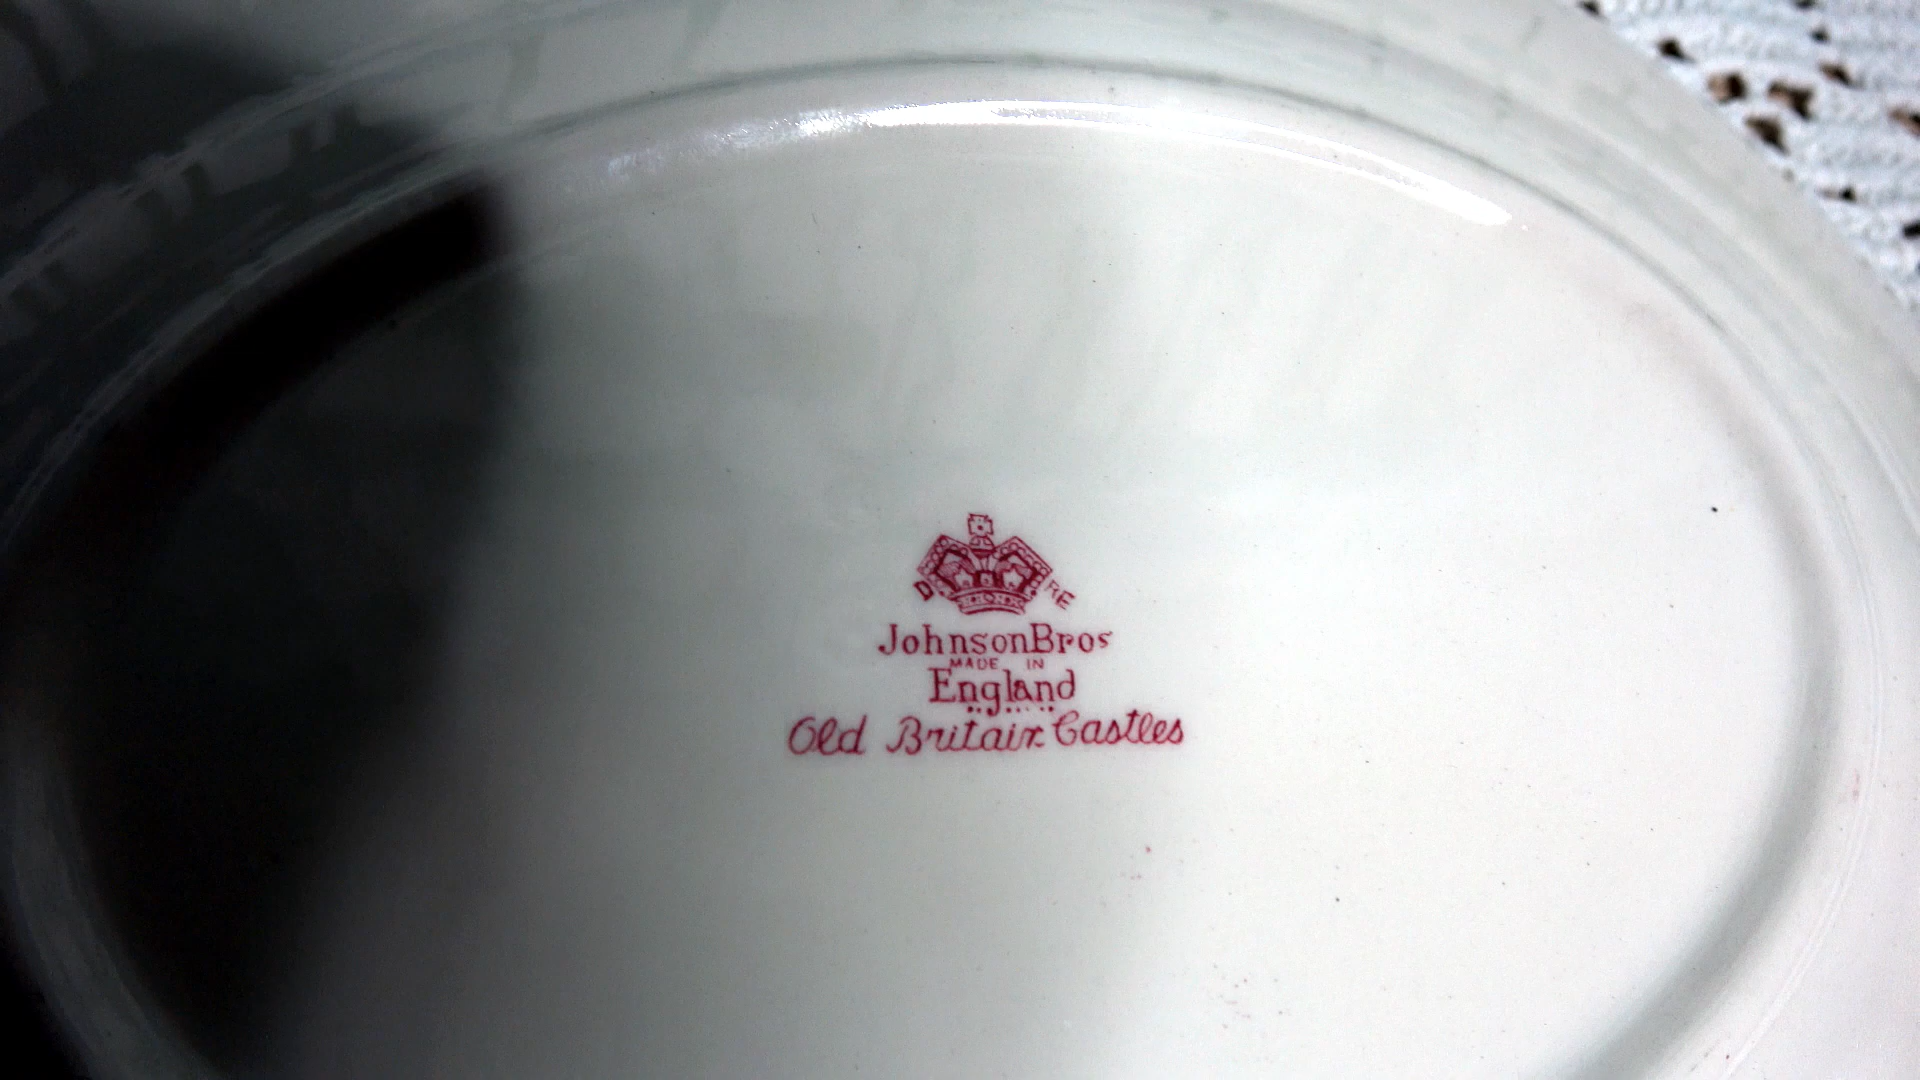 D RE
JohnsonBros
MADE IN
England
Old Britain Castles